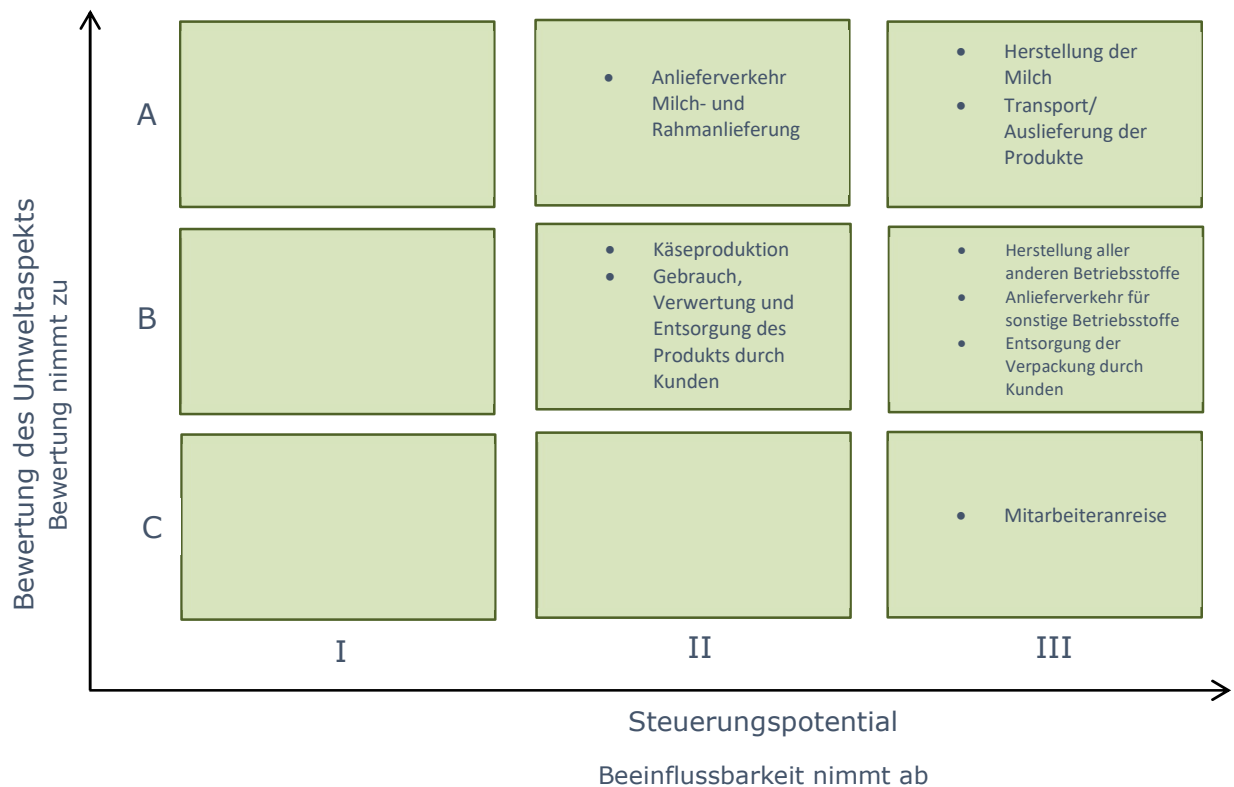 Bewertung des Umweltaspekts
Bewertung nimmt zu
A
• Anlieferverkehr
Milch- und
Rahmanlieferung
• Herstellung der
Milch
• Transport/
Auslieferung der
Produkte
B
• Käseproduktion
• Gebrauch,
Verwertung und
Entsorgung des
Produkts durch
Kunden
• Herstellung aller
anderen Betriebsstoffe
• Anlieferverkehr für
sonstige Betriebsstoffe
• Entsorgung der
Verpackung durch
Kunden
C
• Mitarbeiteranreise
I
II
III
Steuerungspotential
Beeinflussbarkeit nimmt ab